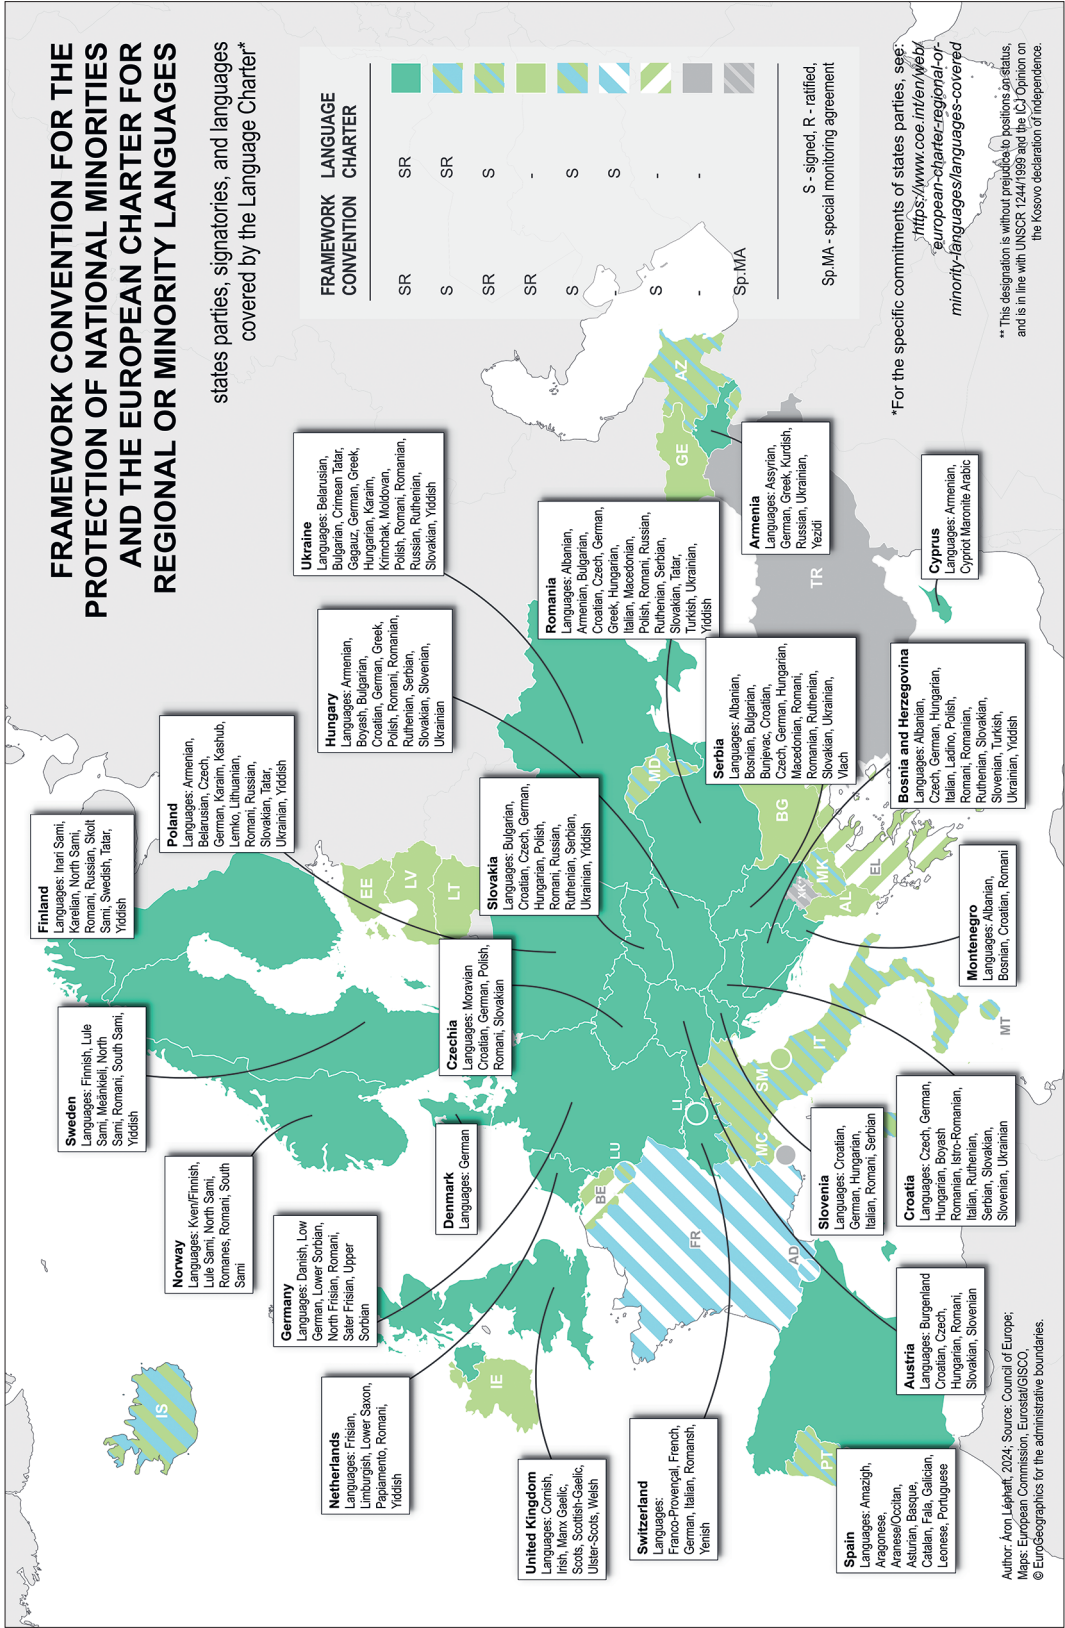 FRAMEWORK CONVENTION FOR THE
PROTECTION OF NATIONAL MINORITIES
AND THE EUROPEAN CHARTER FOR
REGIONAL OR MINORITY LANGUAGES
states parties, signatories, and languages
covered by the Language Charter*
FRAMEWORK CONVENTION
LANGUAGE CHARTER
SR SR
S SR
SR S
SR -
S S
- S
S -
- -
Sp.MA
S - signed, R - ratified,
Sp.MA - special monitoring agreement
*For the specific commitments of states parties, see:
https://www.coe.int/en/web/
european-charter-regional-or-
minority-languages/languages-covered
** This designation is without prejudice to positions on status,
and is in line with UNSCR 1244/1999 and the ICJ Opinion on
the Kosovo declaration of independence.
Ukraine
Languages: Belarusian,
Bulgarian, Crimean Tatar,
Gagauz, German, Greek,
Hungarian, Karaim,
Krimchak, Moldovan,
Polish, Romani, Romanian,
Russian, Ruthenian,
Slovakian, Yiddish
Hungary
Languages: Armenian,
Boyash, Bulgarian,
Croatian, German, Greek,
Polish, Romani, Romanian,
Ruthenian, Serbian,
Slovakian, Slovenian,
Ukrainian
Poland
Languages: Armenian,
Belarusian, Czech,
German, Karaim, Kashub,
Lemko, Lithuanian,
Romani, Russian,
Slovakian, Tatar,
Ukrainian, Yiddish
Finland
Languages: Inari Sami,
Karelian, North Sami,
Romani, Russian, Skolt
Sami, Swedish, Tatar,
Yiddish
Sweden
Languages: Finnish, Lule
Sami, Meänkieli, North
Sami, Romani, South Sami,
Yiddish
Norway
Languages: Kven/Finnish,
Lule Sami, North Sami,
Romanes, Romani, South
Sami
Germany
Languages: Danish, Low
German, Lower Sorbian,
North Frisian, Romani,
Sater Frisian, Upper
Sorbian
Netherlands
Languages: Frisian,
Limburgish, Lower Saxon,
Papiamento, Romani,
Yiddish
United Kingdom
Languages: Cornish,
Irish, Manx Gaelic,
Scots, Scottish-Gaelic,
Ulster-Scots, Welsh
Switzerland
Languages:
Franco-Provençal, French,
German, Italian, Romansh,
Yenish
Denmark
Languages: German
Czechia
Languages: Moravian
Croatian, German, Polish,
Romani, Slovakian
Slovakia
Languages: Bulgarian,
Croatian, Czech, German,
Hungarian, Polish,
Romani, Russian,
Ruthenian, Serbian,
Ukrainian, Yiddish
Romania
Languages: Albanian,
Armenian, Bulgarian,
Croatian, Czech, German,
Greek, Hungarian,
Italian, Macedonian,
Polish, Romani, Russian,
Ruthenian, Serbian,
Slovakian, Tatar,
Turkish, Ukrainian,
Yiddish
Armenia
Languages: Assyrian,
German, Greek, Kurdish,
Russian, Ukrainian,
Yezidi
Cyprus
Languages: Armenian,
Cypriot Maronite Arabic
Serbia
Languages: Albanian,
Bosnian, Bulgarian,
Bunjevac, Croatian,
Czech, German, Hungarian,
Macedonian, Romani,
Romanian, Ruthenian,
Slovakian, Ukrainian,
Vlach
Bosnia and Herzegovina
Languages: Albanian,
Czech, German, Hungarian,
Italian, Ladino, Polish
Romani, Romanian,
Ruthenian, Slovakian,
Slovenian, Turkish,
Ukrainian, Yiddish
Montenegro
Languages: Albanian,
Bosnian, Croatian, Romani
Croatia
Languages: Czech, German,
Hungarian, Boyash
Romanian, Istro-Romanian,
Italian, Ruthenian,
Serbian, Slovakian,
Slovenian, Ukrainian
Slovenia
Languages: Croatian,
German, Hungarian,
Italian, Romani, Serbian
Austria
Languages: Burgenland
Croatian, Czech,
Hungarian, Romani,
Slovakian, Slovenian
Spain
Languages: Amazigh,
Aragonese,
Aranese/Occitan,
Asturian, Basque,
Catalan, Fala, Galician,
Leonese, Portuguese
IS
IE
EE
LV
LT
BE
LU
FR
AD
PT
MC
LI
SM
IT
MT
MD
BG
MK
XK**
AL
EL
TR
GE
AZ
Author: Áron Léphaft, 2024; Source: Council of Europe;
Maps: European Commission, Eurostat/GISCO,
© EuroGeographics for the administrative boundaries.